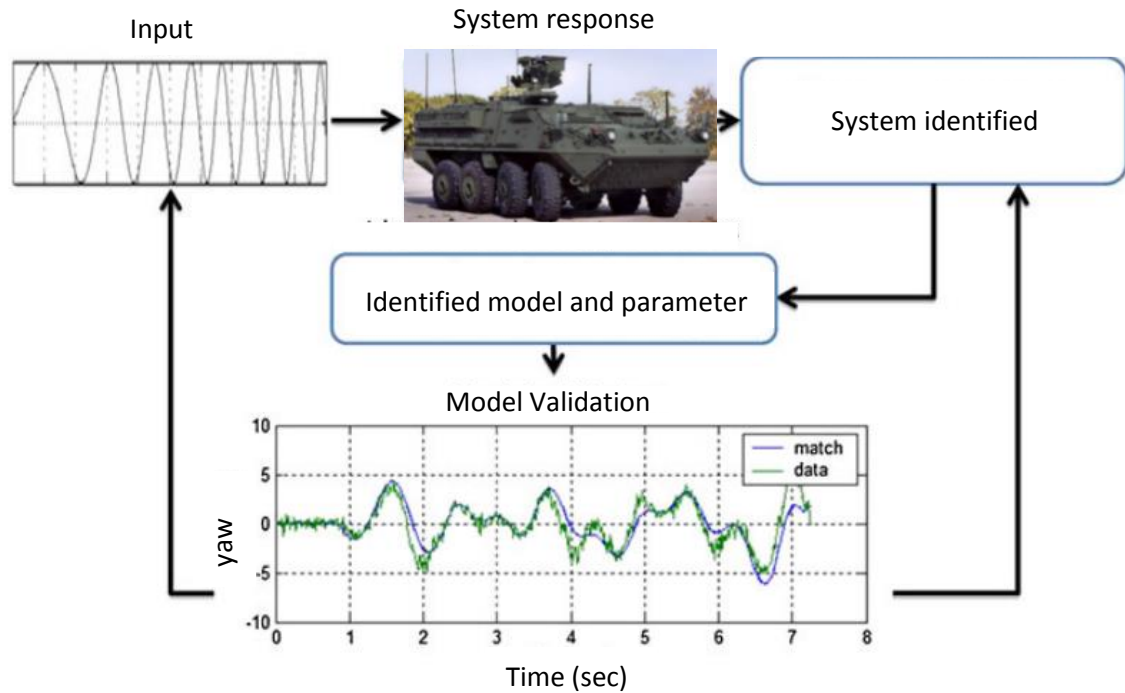 Input
System response
System identified
Identified model and parameter
Model Validation
10
5
0
-5
-10
yaw
match
data
0 1 2 3 4 5 6 7 8
Time (sec)